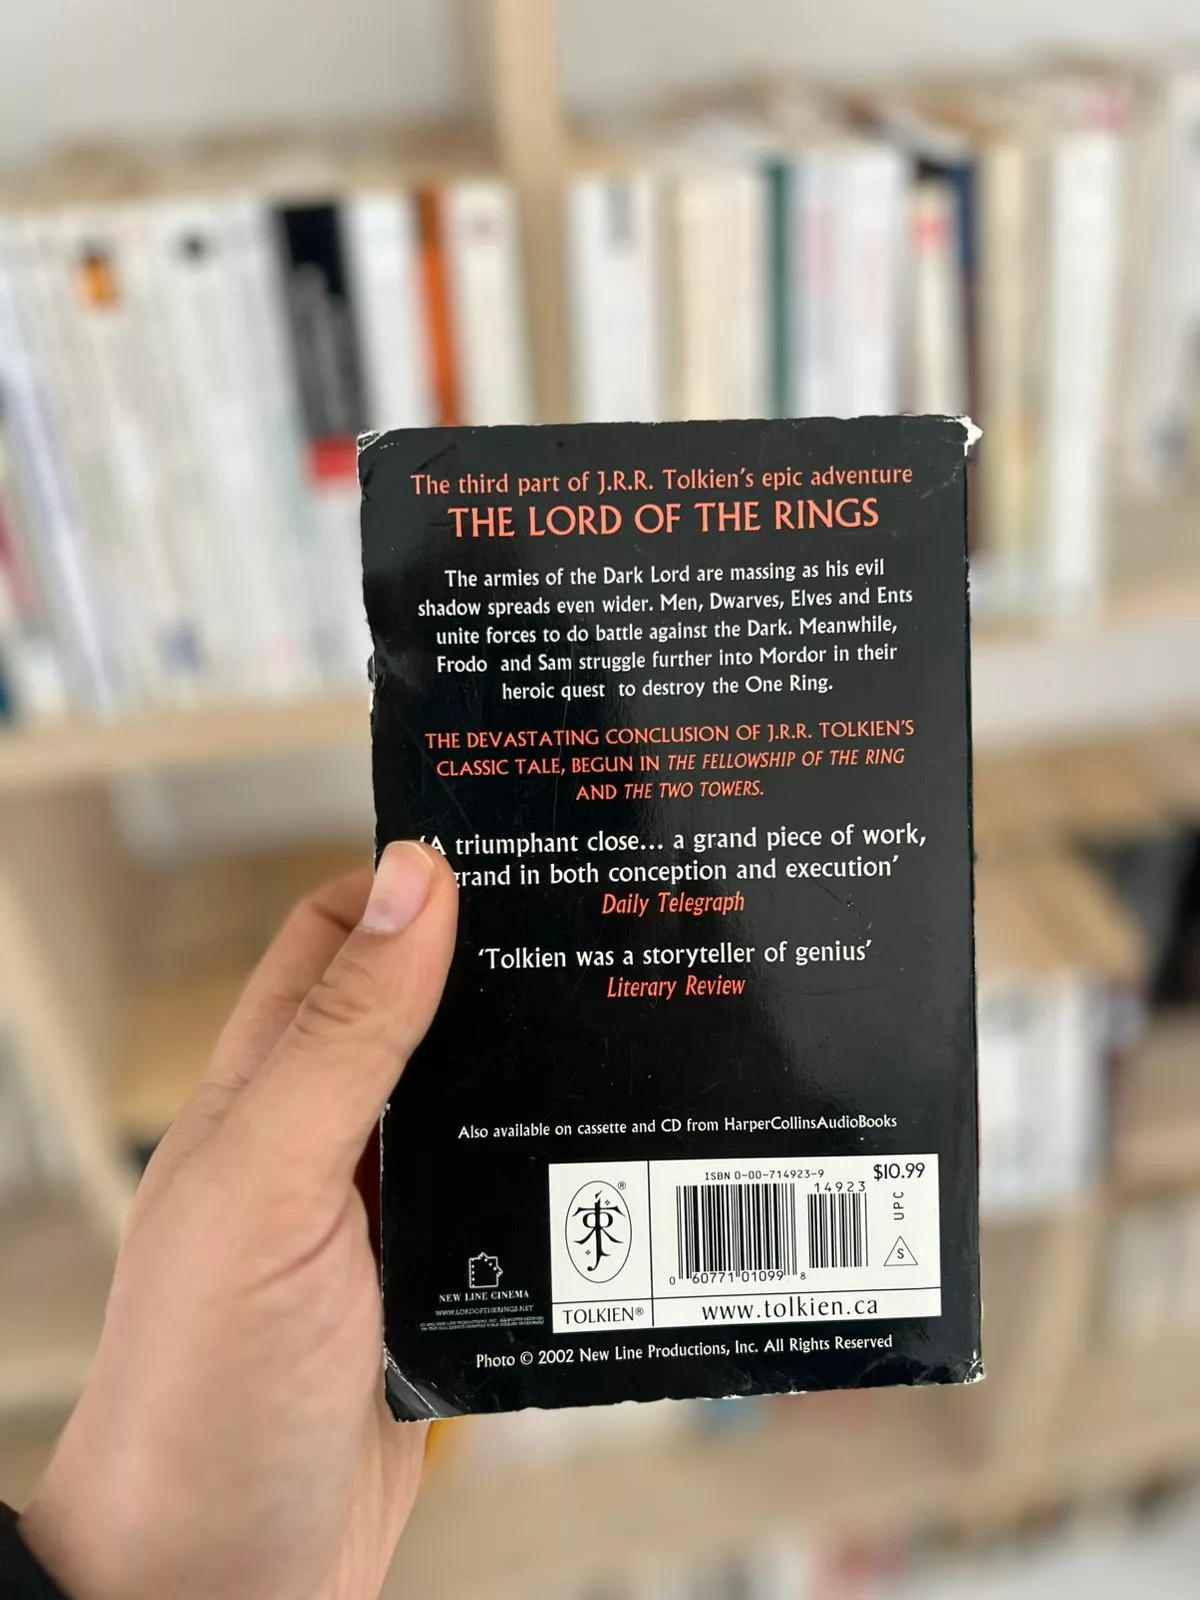 The third part of J.R.R. Tolkien's epic adventure
THE LORD OF THE RINGS
The armies of the Dark Lord are massing as his evil
shadow spreads even wider. Men, Dwarves, Elves and Ents
unite forces to do battle against the Dark. Meanwhile,
Frodo and Sam struggle further into Mordor in their
heroic quest to destroy the One Ring.
THE DEVASTATING CONCLUSION OF J.R.R. TOLKIEN'S
CLASSIC TALE, BEGUN IN THE FELLOWSHIP OF THE RING
AND THE TWO TOWERS.
‘A triumphant close... a grand piece of work,
grand in both conception and execution’
Daily Telegraph
‘Tolkien was a storyteller of genius’
Literary Review
Also available on cassette and CD from HarperCollinsAudioBooks
ISBN 0-00-714923-9
$10.99
14923
UPC
S
0 60771 01099 8
TOLKIEN®
www.tolkien.ca
NEW LINE CINEMA
WWW.LORDOFTHERINGS.NET
Photo © 2002 New Line Productions, Inc. All Rights Reserved